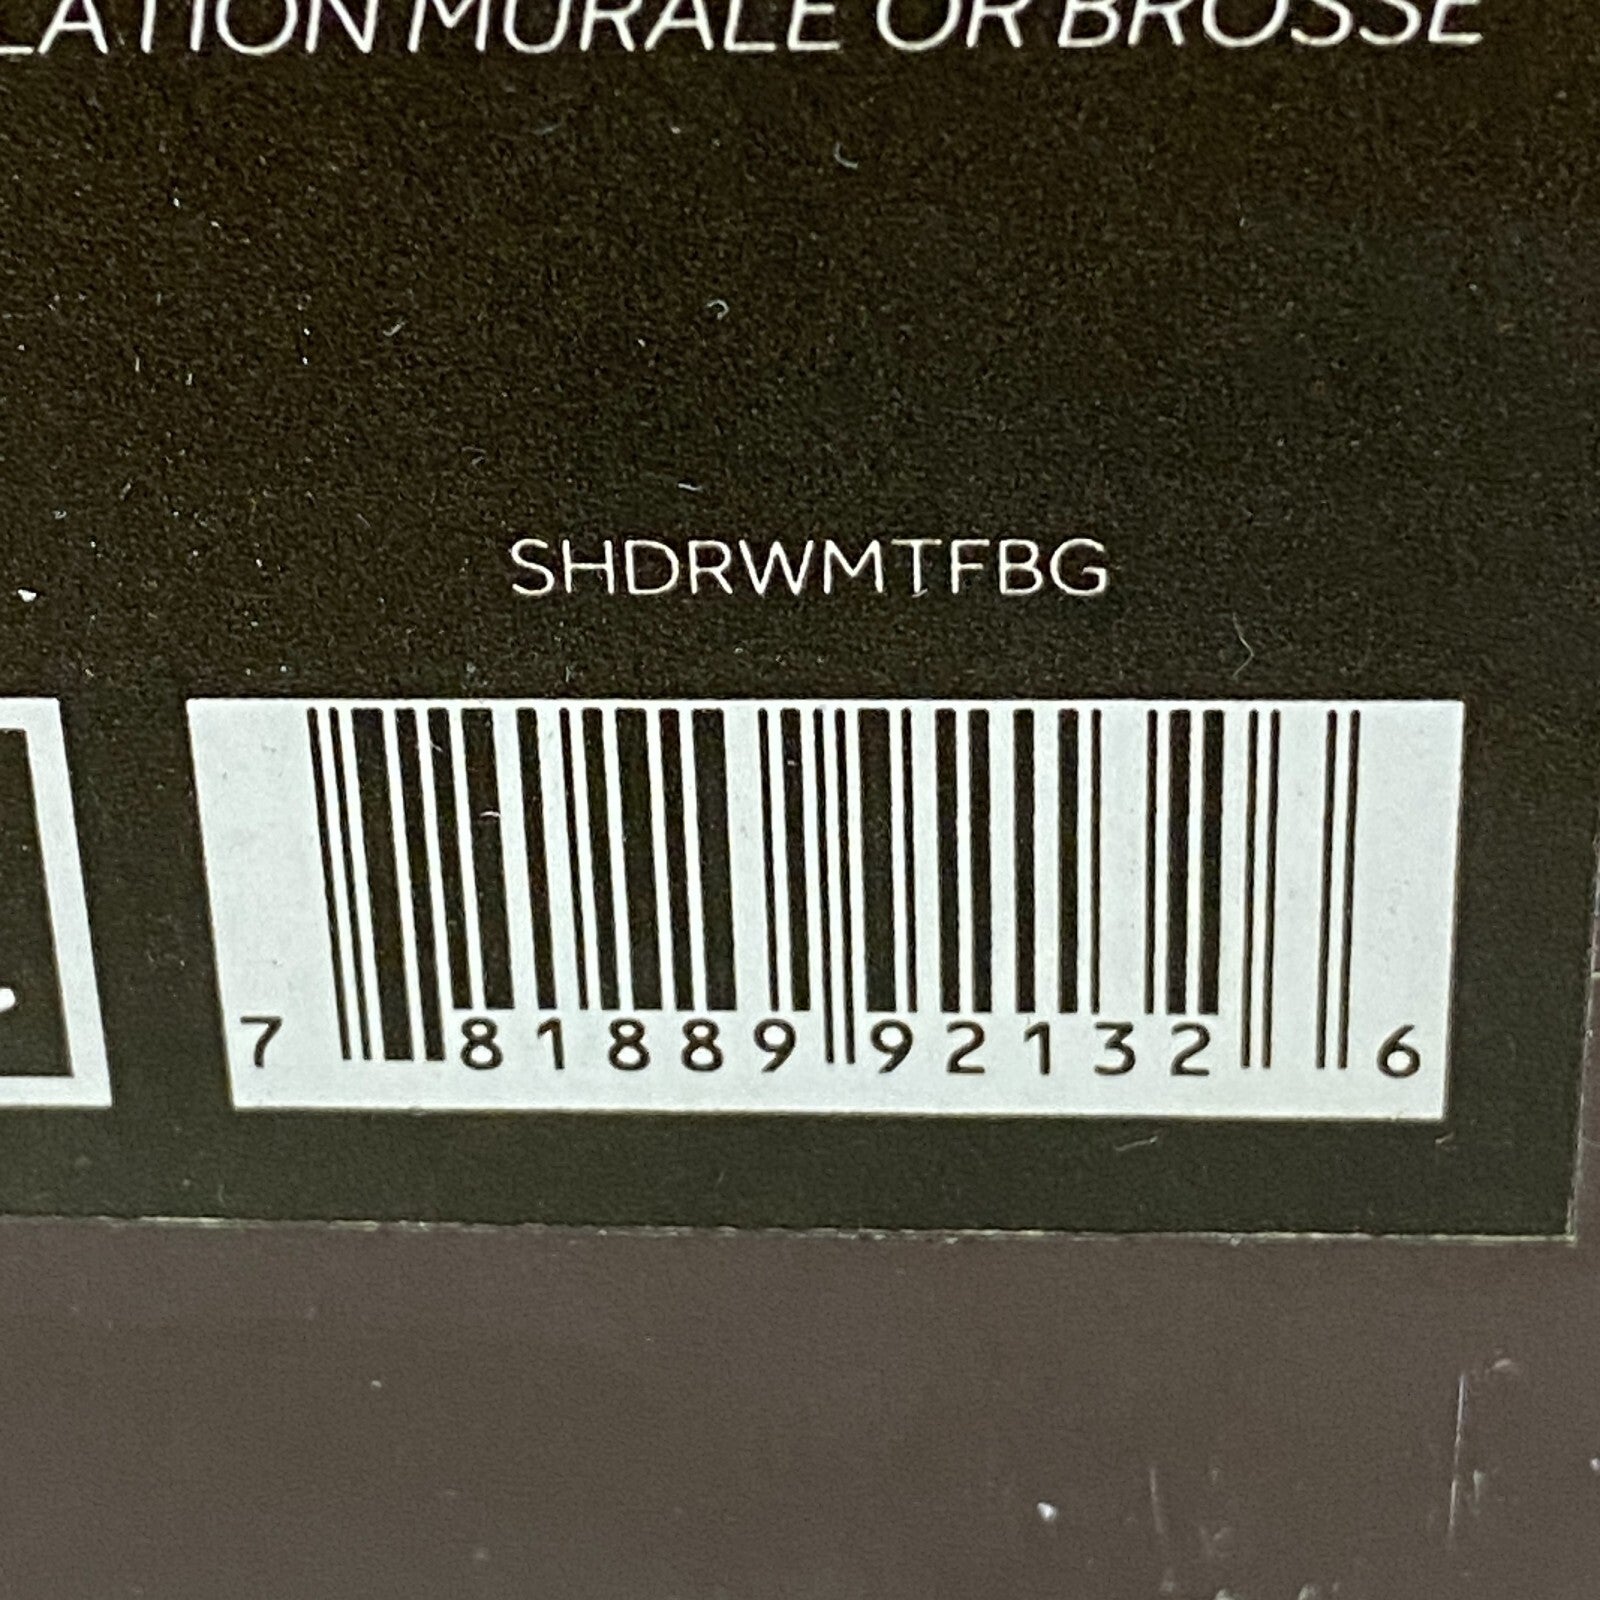 LATION MURALE OR BROSSE
SHDRWMTFBG
7 81889 92132 6